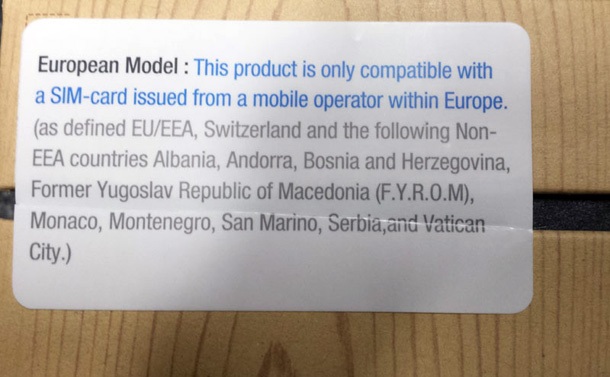 European Model : This product is only compatible with
a SIM-card issued from a mobile operator within Europe.
(as defined EU/EEA, Switzerland and the following Non-
EEA countries Albania, Andorra, Bosnia and Herzegovina,
Former Yugoslav Republic of Macedonia (F.Y.R.O.M),
Monaco, Montenegro, San Marino, Serbia,and Vatican
City.)